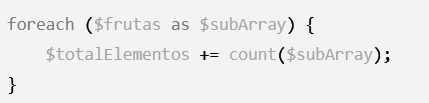 foreach ($frutas as $subArray) {
    $totalElementos += count($subArray);
}